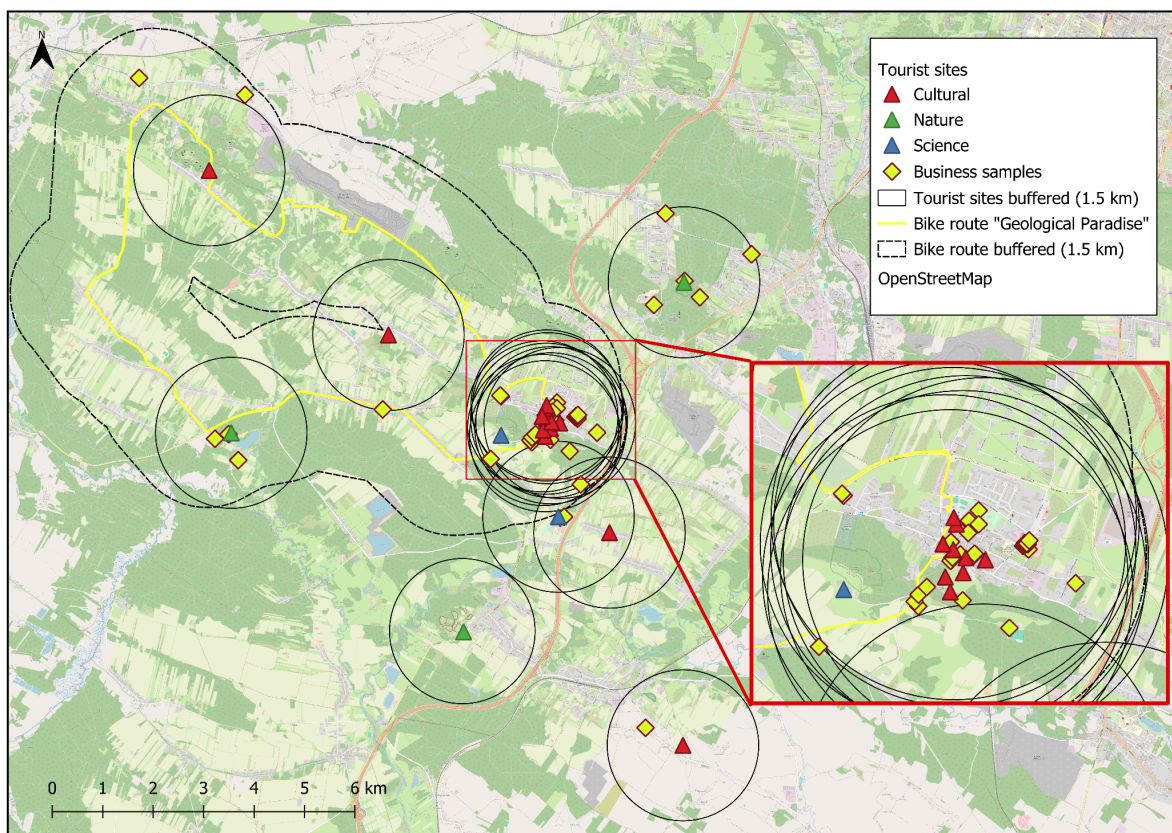 N
Tourist sites
Cultural
Nature
Science
Business samples
Tourist sites buffered (1.5 km)
Bike route "Geological Paradise"
Bike route buffered (1.5 km)
OpenStreetMap
0 1 2 3 4 5 6 km